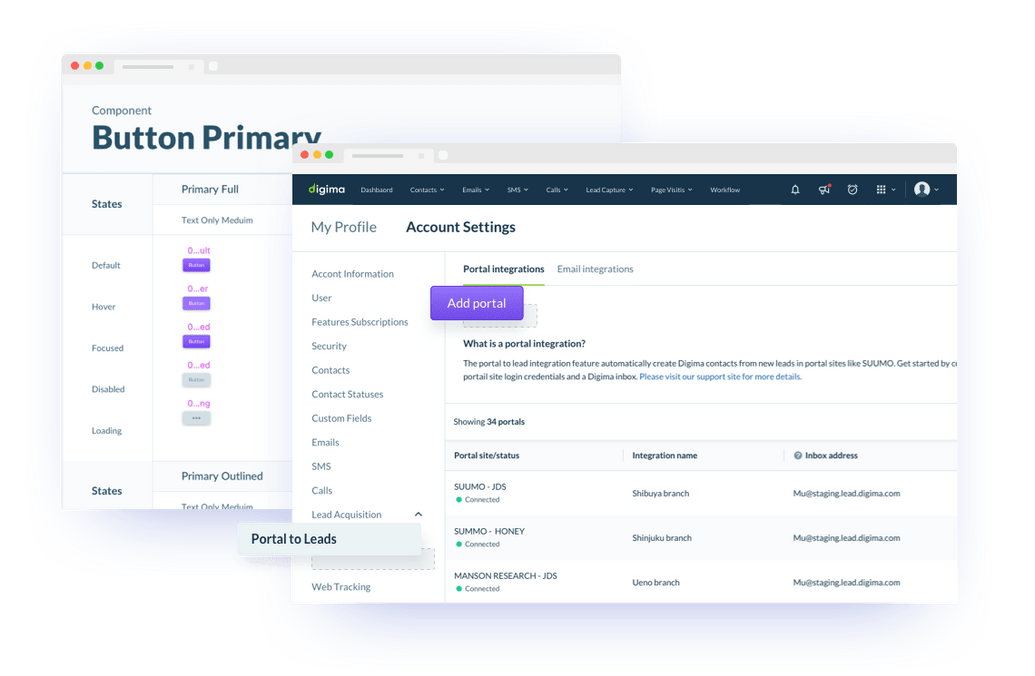 Component
Button Primary
States
Primary Full
Text Only Meduim
Default
0...ult
Button
Hover
0...er
Button
Focused
0...ed
Button
Disabled
0...ed
Button
Loading
0...ng
States
Primary Outlined
Text Only Meduim
digima
Dashbaord
Contacts
Emails
SMS
Calls
Lead Capture
Page Visitis
Workflow
My Profile
Account Settings
Accont Information
User
Features Subscriptions
Security
Contacts
Contact Statuses
Custom Fields
Emails
SMS
Calls
Lead Acquisition
Portal to Leads
Web Tracking
Portal integrations
Email integrations
Add portal
What is a portal integration?
The portal to lead integration feature automatically create Digima contacts from new leads in portal sites like SUUMO. Get started by c
portail site login credentials and a Digima inbox. Please visit our support site for more details.
Showing 34 portals
Portal site/status
Integration name
Inbox address
SUUMO - JDS
Connected
Shibuya branch
Mu@staging.lead.digima.com
SUMMO - HONEY
Connected
Shinjuku branch
Mu@staging.lead.digima.com
MANSON RESEARCH - JDS
Connected
Ueno branch
Mu@staging.lead.digima.com